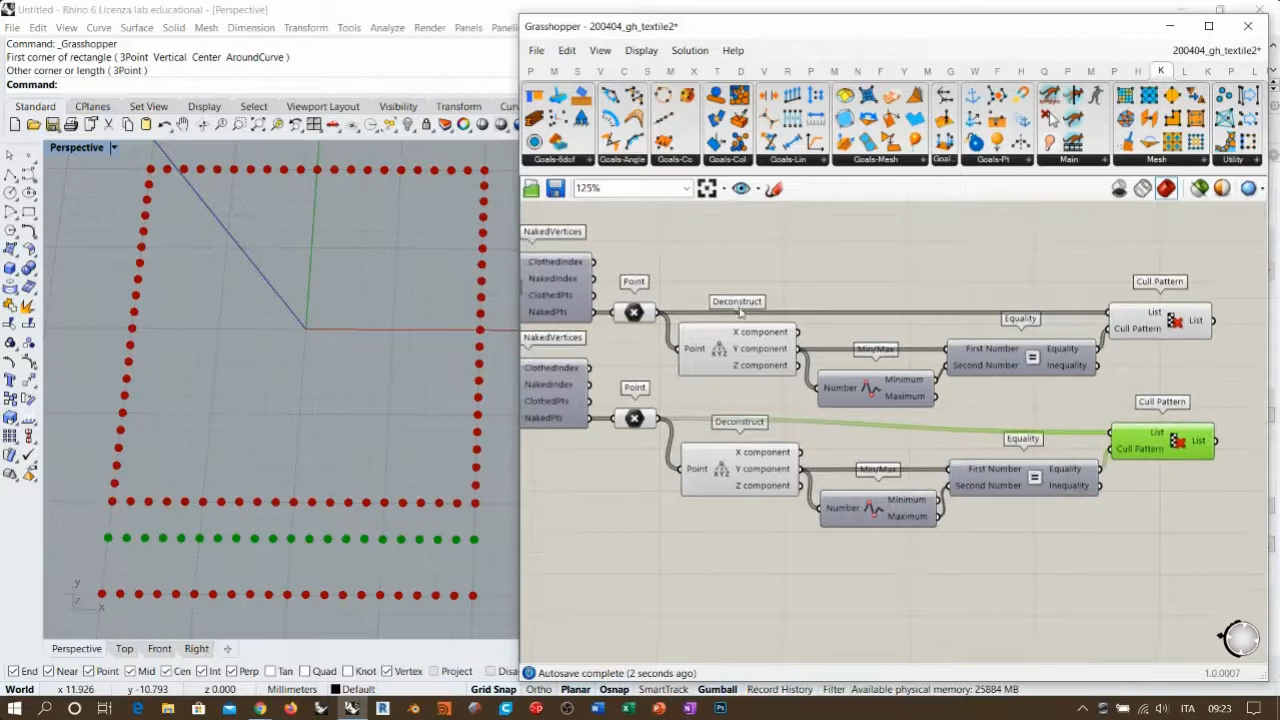 Untitled - Rhino 6 Licenza lab educational - [Perspective]
File Edit View Curve Surface Solid Mesh Dimension Transform Tools Analyze Render Panels
Command: _Grasshopper
First corner of rectangle ( 3Point Vertical Center AroundCurve )
Other corner or length ( 3Point )
Command:
Standard CPlanes Set View Display Select Viewport Layout Visibility Transform
Perspective
y
z x
Perspective Top Front Right
End Near Point Mid Cen Int Perp Tan Quad Knot Vertex Project
World x 11.926 y -10.793 z 0.000 Millimeters Default Grid Snap Ortho Planar Osnap SmartTrack Gumball Record History Filter Available physical memory: 25884 MB
Grasshopper - 200404_gh_textile2*
File Edit View Display Solution Help 200404_gh_textile2*
Goals-6dof Goals-Angle Goals-Co Goals-Col Goals-Lin Goals-Mesh Goal... Goals-Pt Main Mesh Utility
125%
NakedVertices
ClothedIndex
NakedIndex
ClothedPts
NakedPts
Point
Deconstruct
Point
X component
Y component
Z component
Min/Max
Number
Minimum
Maximum
Equality
First Number Equality
Second Number Inequality
Cull Pattern
List
Cull Pattern
List
NakedVertices
ClothedIndex
NakedIndex
ClothedPts
NakedPts
Point
Deconstruct
Point
X component
Y component
Z component
Min/Max
Number
Minimum
Maximum
Equality
First Number Equality
Second Number Inequality
Cull Pattern
List
Cull Pattern
List
Autosave complete (2 seconds ago) 1.0.0007
ITA 09:23